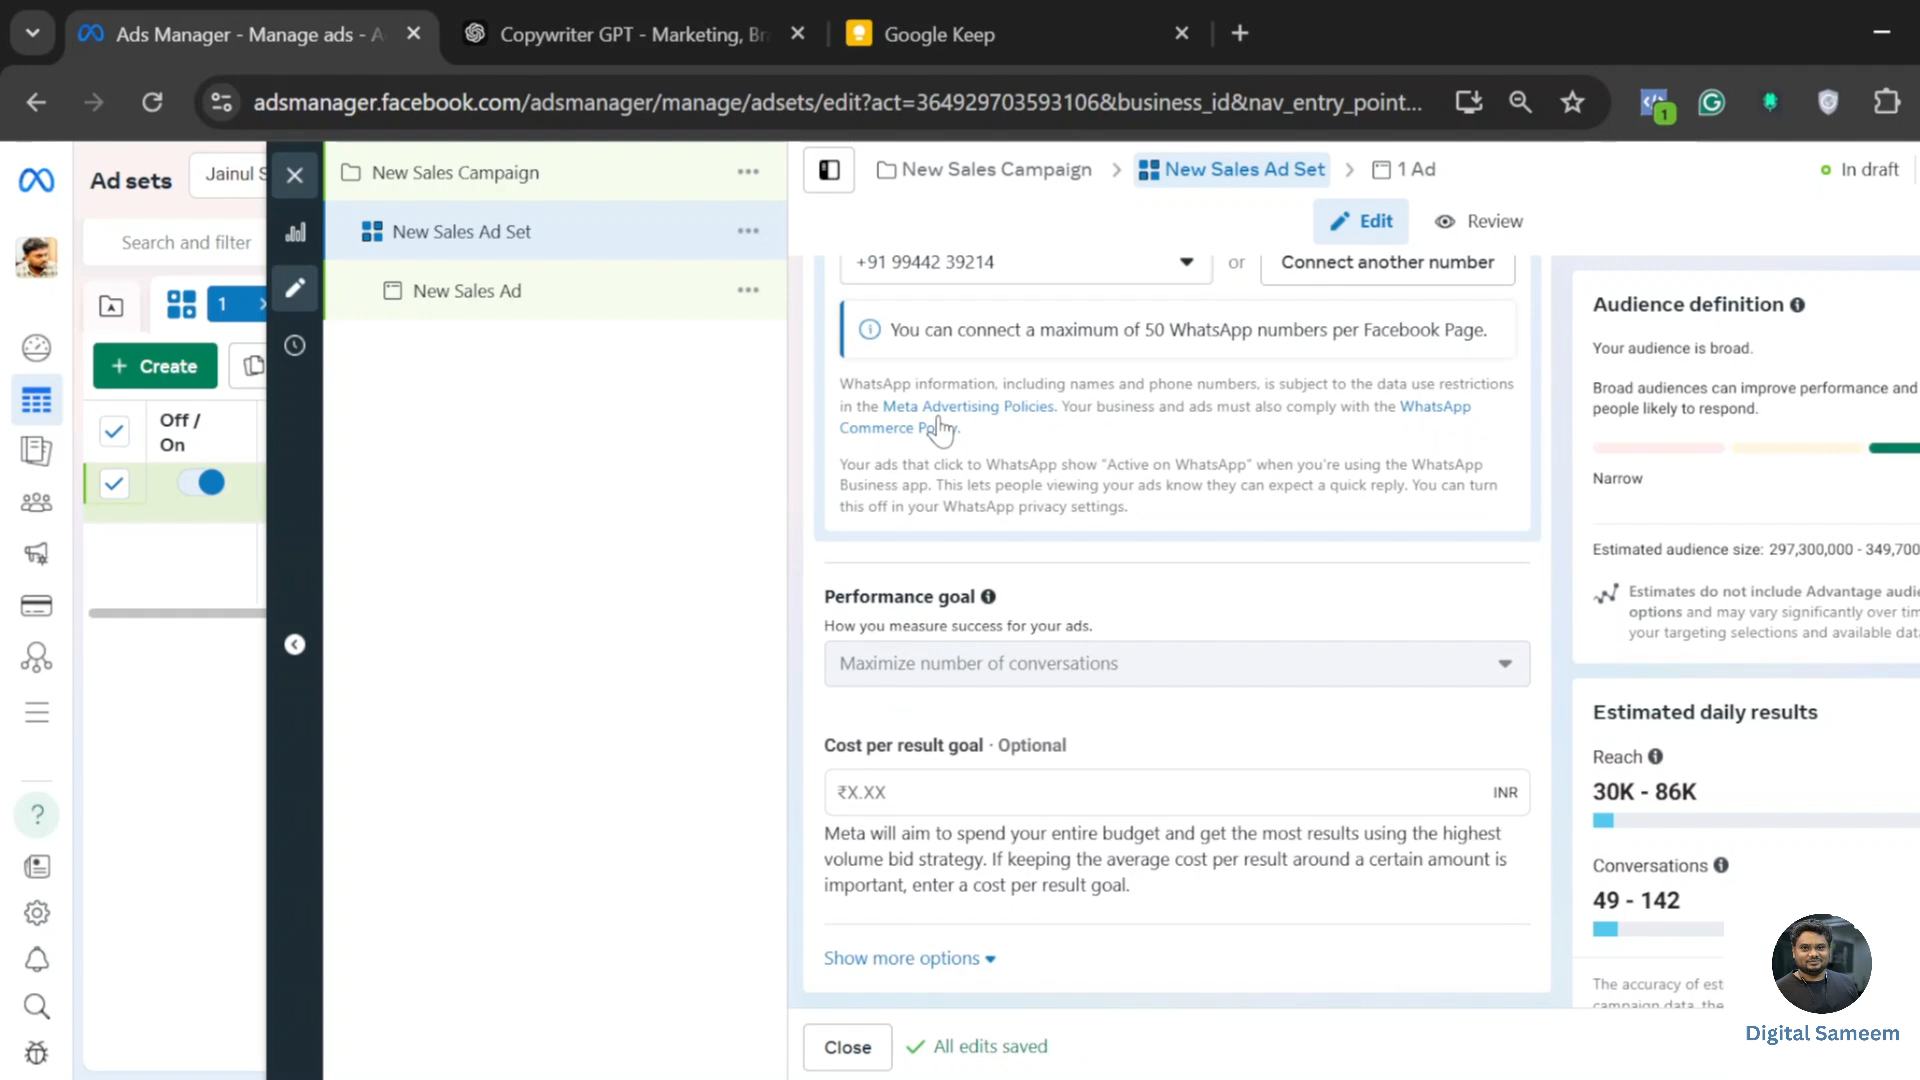 Ads Manager - Manage ads - A
Copywriter GPT - Marketing, Br
Google Keep
adsmanager.facebook.com/adsmanager/manage/adsets/edit?act=364929703593106&business_id&nav_entry_point...
1
Ad sets
Jainul S
Search and filter
1
+ Create
Off /
On
New Sales Campaign
New Sales Ad Set
New Sales Ad
New Sales Campaign
New Sales Ad Set
1 Ad
In draft
Edit
Review
+91 99442 39214
or
Connect another number
You can connect a maximum of 50 WhatsApp numbers per Facebook Page.
WhatsApp information, including names and phone numbers, is subject to the data use restrictions
in the Meta Advertising Policies. Your business and ads must also comply with the WhatsApp
Commerce Policy.
Your ads that click to WhatsApp show "Active on WhatsApp" when you're using the WhatsApp
Business app. This lets people viewing your ads know they can expect a quick reply. You can turn
this off in your WhatsApp privacy settings.
Performance goal
How you measure success for your ads.
Maximize number of conversations
Cost per result goal · Optional
₹X.XX
INR
Meta will aim to spend your entire budget and get the most results using the highest
volume bid strategy. If keeping the average cost per result around a certain amount is
important, enter a cost per result goal.
Show more options
Close
All edits saved
Audience definition
Your audience is broad.
Broad audiences can improve performance and
people likely to respond.
Narrow
Estimated audience size: 297,300,000 - 349,700
Estimates do not include Advantage audie
options and may vary significantly over tim
your targeting selections and available data
Estimated daily results
Reach
30K - 86K
Conversations
49 - 142
The accuracy of est
campaign data, the
Digital Sameem